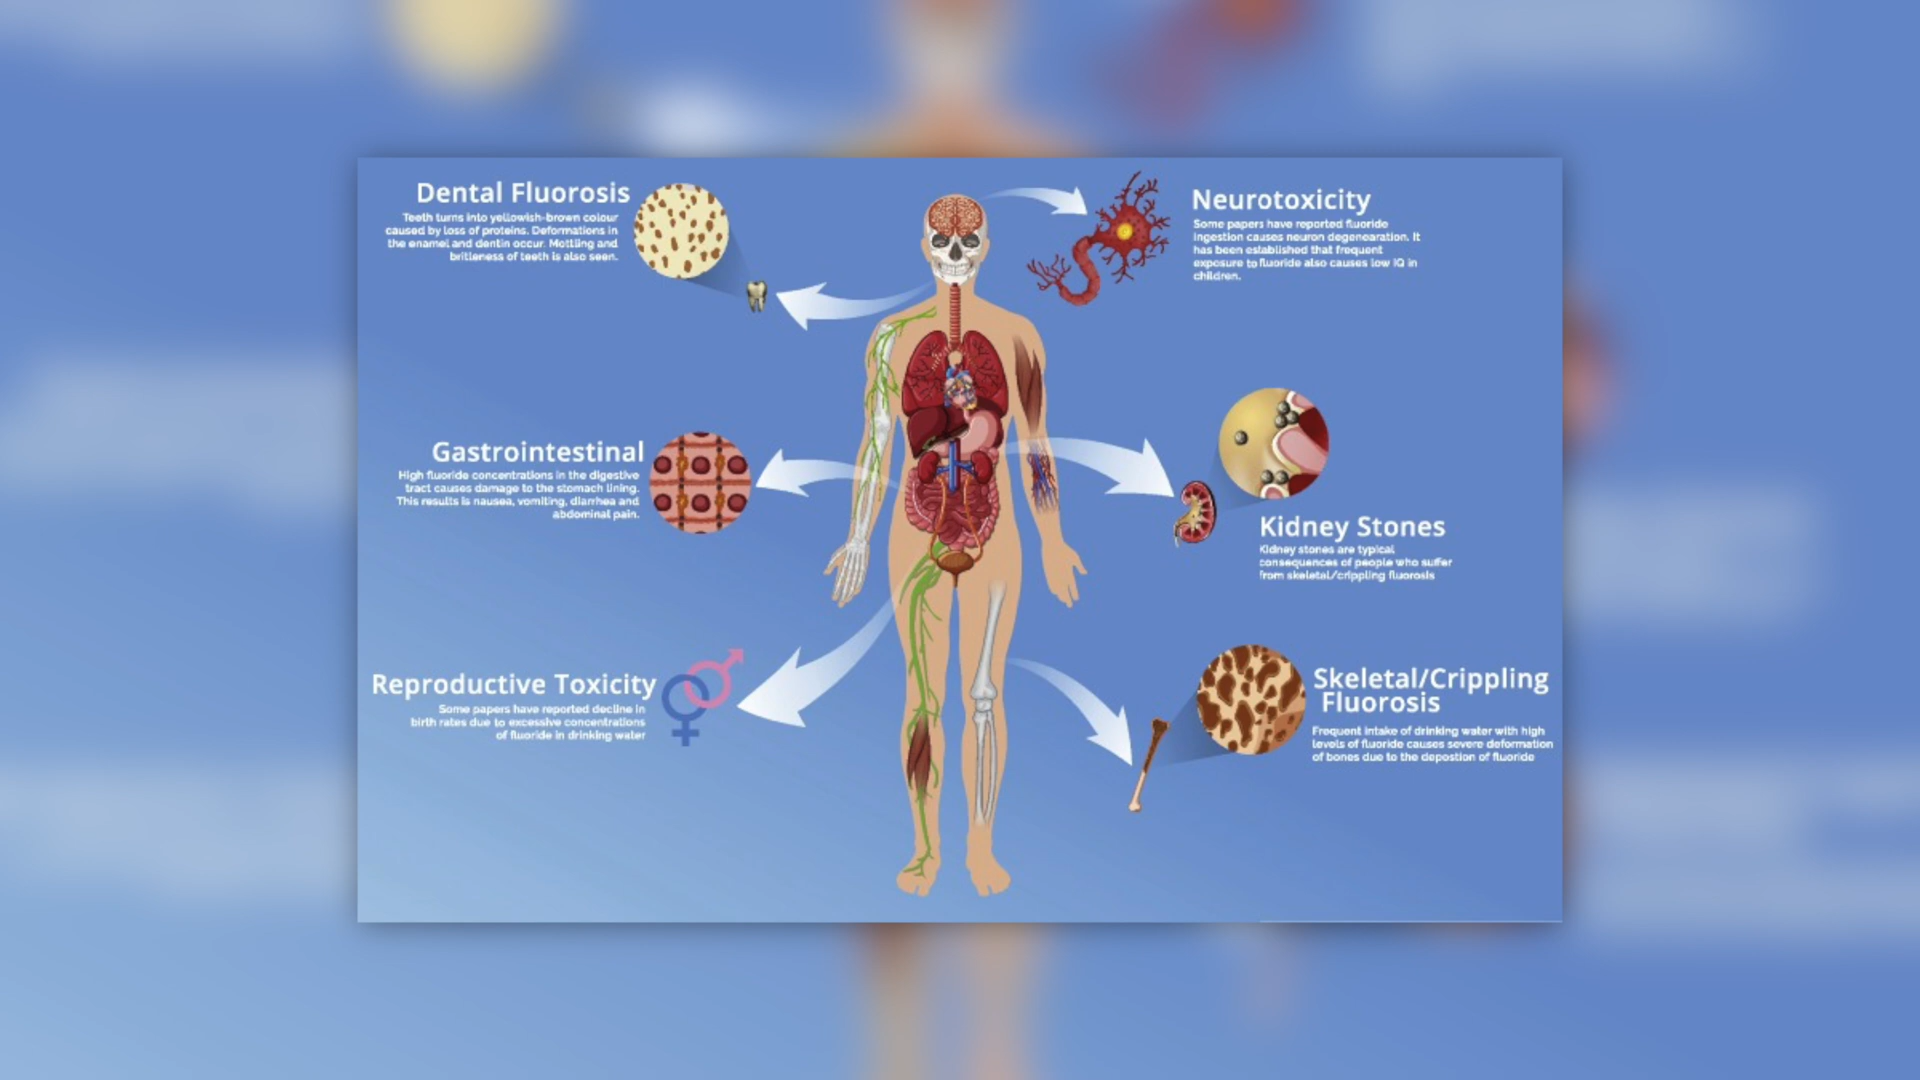 Dental Fluorosis
Teeth turns into yellowish-brown colour
caused by loss of proteins. Deformations in
the enamel and dentin occur. Mottling and
britleness of teeth is also seen.
Neurotoxicity
Some papers have reported fluoride
ingestion causes neuron degenearation. It
has been established that frequent
exposure to fluoride also causes low IQ in
children.
Gastrointestinal
High fluoride concentrations in the digestive
tract causes damage to the stomach lining.
This results is nausea, vomiting, diarrhea and
abdominal pain.
Kidney Stones
Kidney stones are typical
consequences of people who suffer
from skeletal/crippling fluorosis
Reproductive Toxicity
Some papers have reported decline in
birth rates due to excessive concentrations
of fluoride in drinking water
Skeletal/Crippling
Fluorosis
Frequent intake of drinking water with high
levels of fluoride causes severe deformation
of bones due to the depostion of fluoride